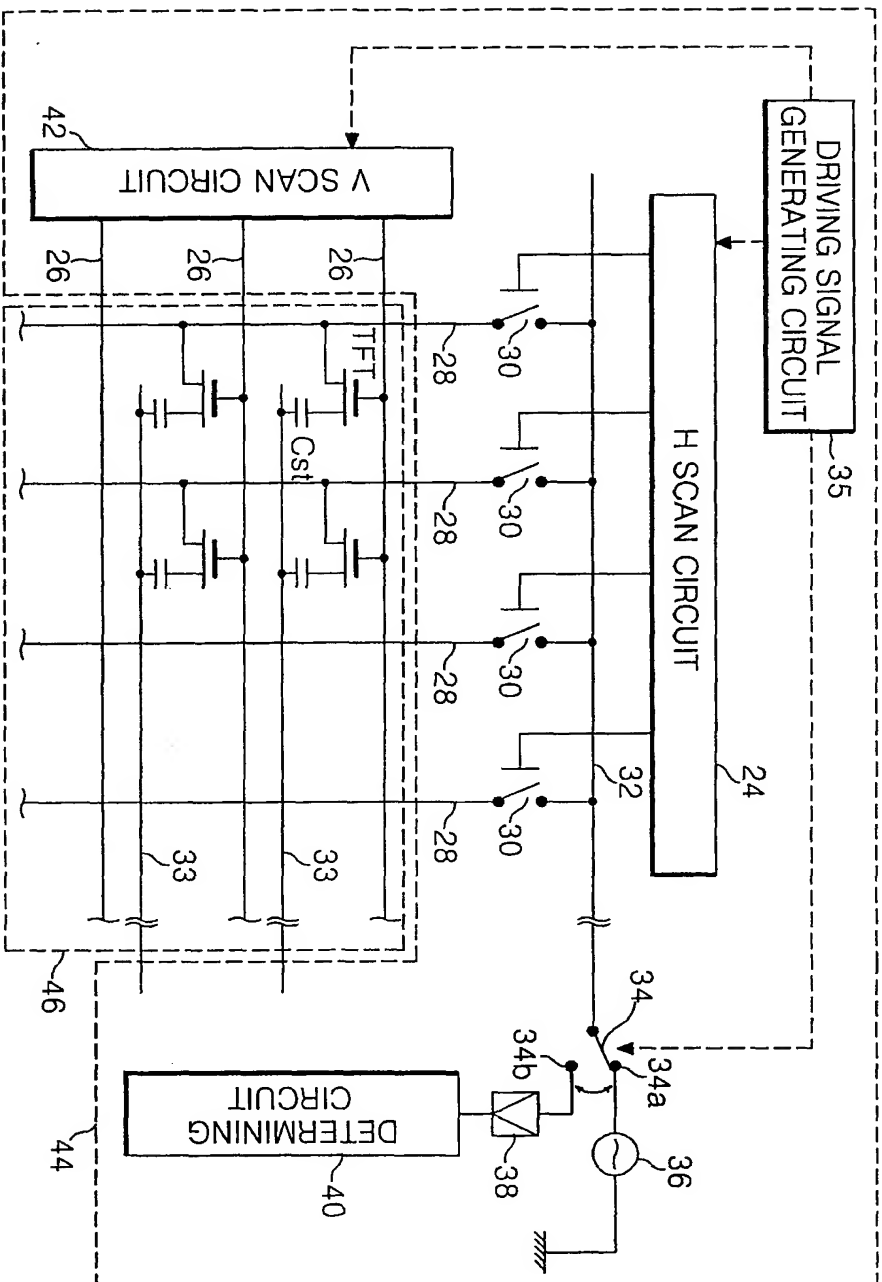 DRIVING SIGNAL
GENERATING CIRCUIT
35
H SCAN CIRCUIT
24
42
V SCAN CIRCUIT
26
26
26
30
30
30
30
32
28
28
28
28
TFT
Cst
33
33
34
34a
34b
36
38
DETERMINING
CIRCUIT
40
46
44